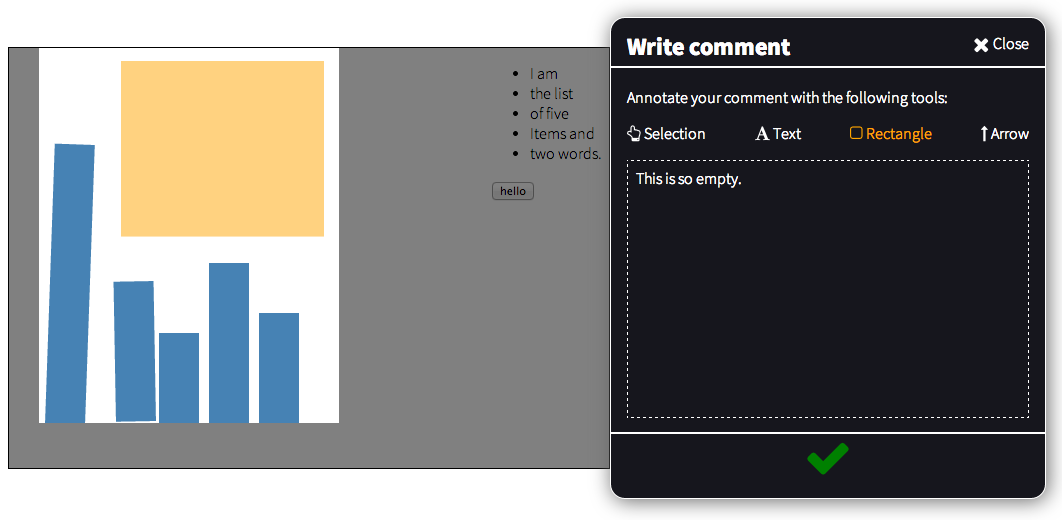 I am
the list
of five
Items and
two words.
hello
Write comment
Close
Annotate your comment with the following tools:
Selection Text Rectangle Arrow
This is so empty.